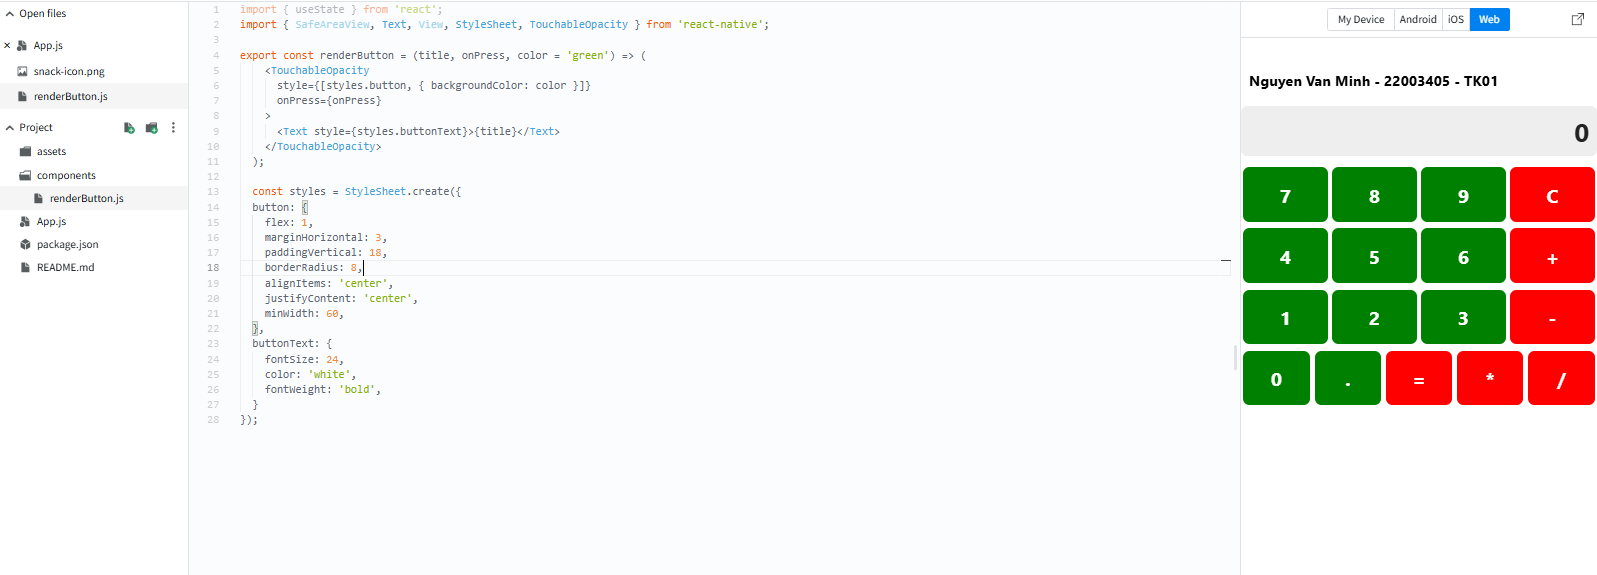 Open files
App.js
snack-icon.png
renderButton.js
Project
assets
components
renderButton.js
App.js
package.json
README.md
1 import { useState } from 'react';
2 import { SafeAreaView, Text, View, StyleSheet, TouchableOpacity } from 'react-native';
3
4 export const renderButton = (title, onPress, color = 'green') => (
5 <TouchableOpacity
6 style={[styles.button, { backgroundColor: color }]}
7 onPress={onPress}
8 >
9 <Text style={styles.buttonText}>{title}</Text>
10 </TouchableOpacity>
11 );
12
13 const styles = StyleSheet.create({
14 button: {
15 flex: 1,
16 marginHorizontal: 3,
17 paddingVertical: 18,
18 borderRadius: 8,
19 alignItems: 'center',
20 justifyContent: 'center',
21 minWidth: 60,
22 },
23 buttonText: {
24 fontSize: 24,
25 color: 'white',
26 fontWeight: 'bold',
27 }
28 });
My Device Android iOS Web
Nguyen Van Minh - 22003405 - TK01
0
7 8 9 C
4 5 6 +
1 2 3 -
0 . = * /